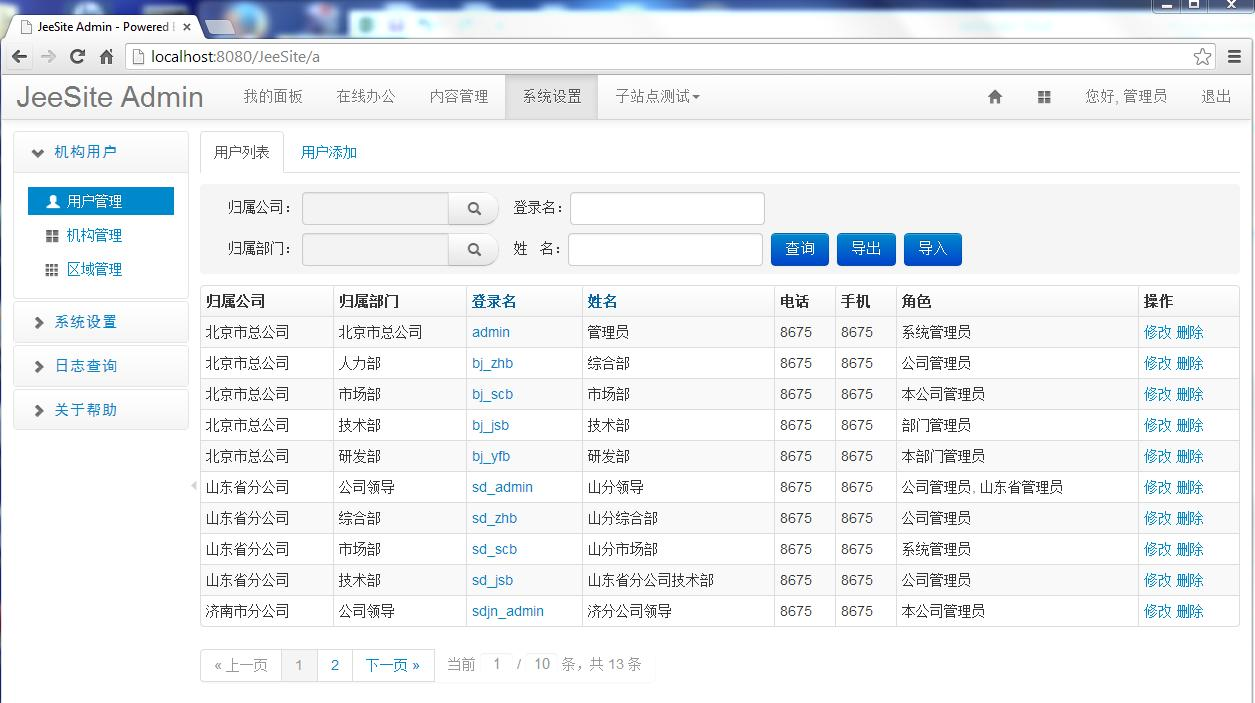 JeeSite Admin - Powered
localhost:8080/JeeSite/a
JeeSite Admin 我的面板 在线办公 内容管理 系统设置 子站点测试 您好, 管理员 退出
机构用户
用户管理
机构管理
区域管理
系统设置
日志查询
关于帮助
用户列表 用户添加
归属公司： 登录名：
归属部门： 姓 名： 查询 导出 导入
归属公司 归属部门 登录名 姓名 电话 手机 角色 操作
北京市总公司 北京市总公司 admin 管理员 8675 8675 系统管理员 修改 删除
北京市总公司 人力部 bj_zhb 综合部 8675 8675 公司管理员 修改 删除
北京市总公司 市场部 bj_scb 市场部 8675 8675 本公司管理员 修改 删除
北京市总公司 技术部 bj_jsb 技术部 8675 8675 部门管理员 修改 删除
北京市总公司 研发部 bj_yfb 研发部 8675 8675 本部门管理员 修改 删除
山东省分公司 公司领导 sd_admin 山分领导 8675 8675 公司管理员, 山东省管理员 修改 删除
山东省分公司 综合部 sd_zhb 山分综合部 8675 8675 公司管理员 修改 删除
山东省分公司 市场部 sd_scb 山分市场部 8675 8675 系统管理员 修改 删除
山东省分公司 技术部 sd_jsb 山东省分公司技术部 8675 8675 公司管理员 修改 删除
济南市分公司 公司领导 sdjn_admin 济分公司领导 8675 8675 本公司管理员 修改 删除
« 上一页 1 2 下一页 » 当前 1 / 10 条，共 13 条